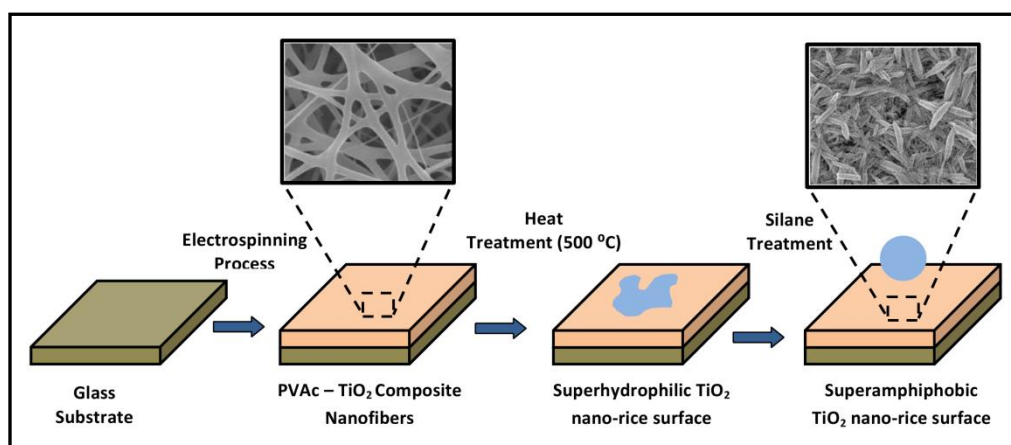 Electrospinning
Process
Heat
Treatment (500 ⁰C)
Silane
Treatment
Glass
Substrate
PVAc – TiO₂ Composite
Nanofibers
Superhydrophilic TiO₂
nano-rice surface
Superamphiphobic
TiO₂ nano-rice surface